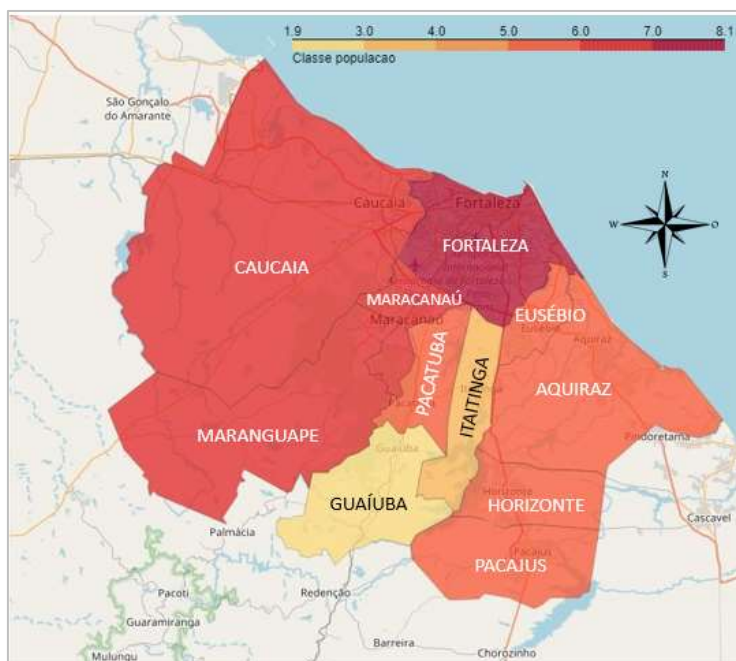 1.9 3.0 4.0 5.0 6.0 7.0 8.1
Classe populacao
São Gonçalo
do Amarante
N
W O
S
Caucaia
Fortaleza
FORTALEZA
CAUCAIA
MARACANAÚ
Maracanaú
EUSÉBIO
Eusébio
Aquiraz
PACATUBA
ITAITINGA
AQUIRAZ
MARANGUAPE
Guaiúba
Pindoretama
GUAÍUBA
Horizonte
HORIZONTE
Cascavel
Palmácia
Pacajus
PACAJUS
Pacoti
Redenção
Guaramiranga
Barreira
Chorozinho
Mulungu